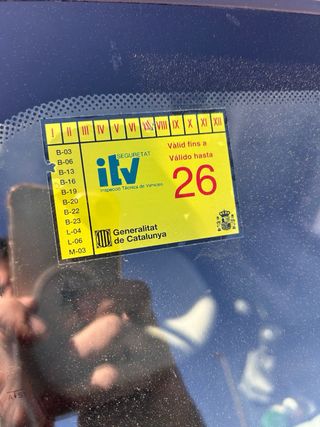 I II III IV V VI VII VIII IX X XI XII
B-03
B-06
B-13
B-16
B-19
B-20
B-22
B-23
L-04
L-06
M-03
SEGURETAT
itv
Inspecció Tècnica de Vehicles
Vàlid fins a
Válido hasta
26
Generalitat
de Catalunya